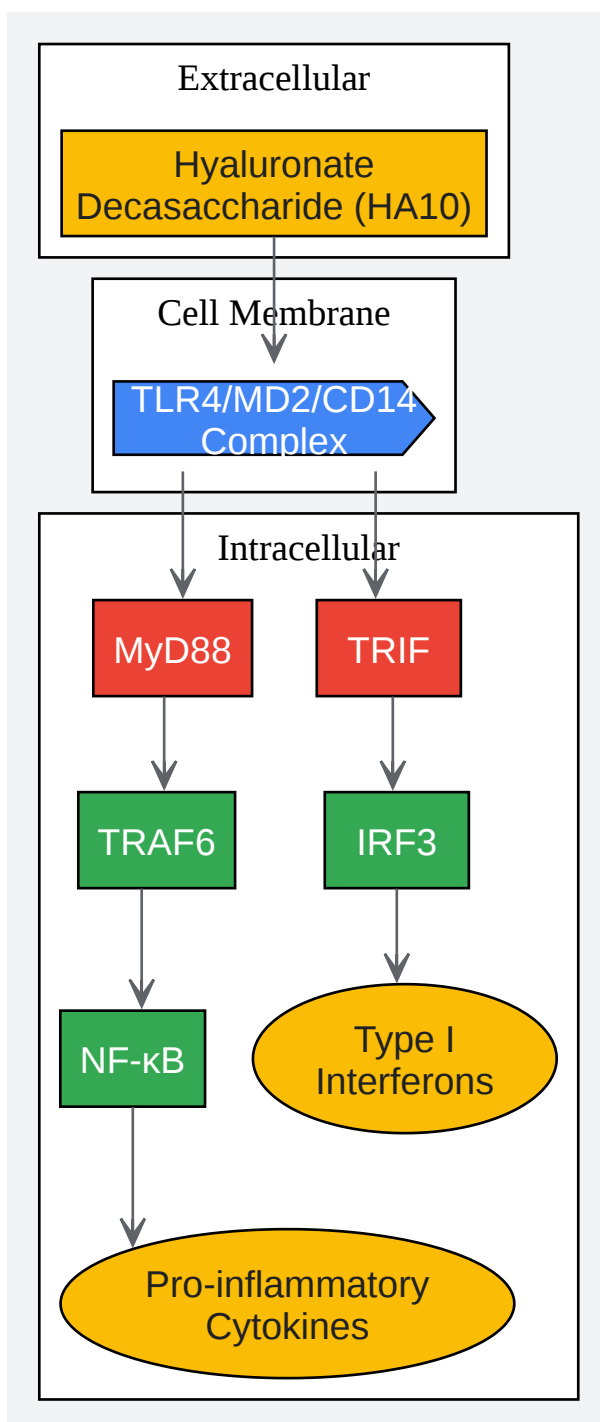 Extracellular
Hyaluronate
Decasaccharide (HA10)
Cell Membrane
TLR4/MD2/CD14
Complex
Intracellular
MyD88
TRIF
TRAF6
IRF3
NF-κB
Type I
Interferons
Pro-inflammatory
Cytokines